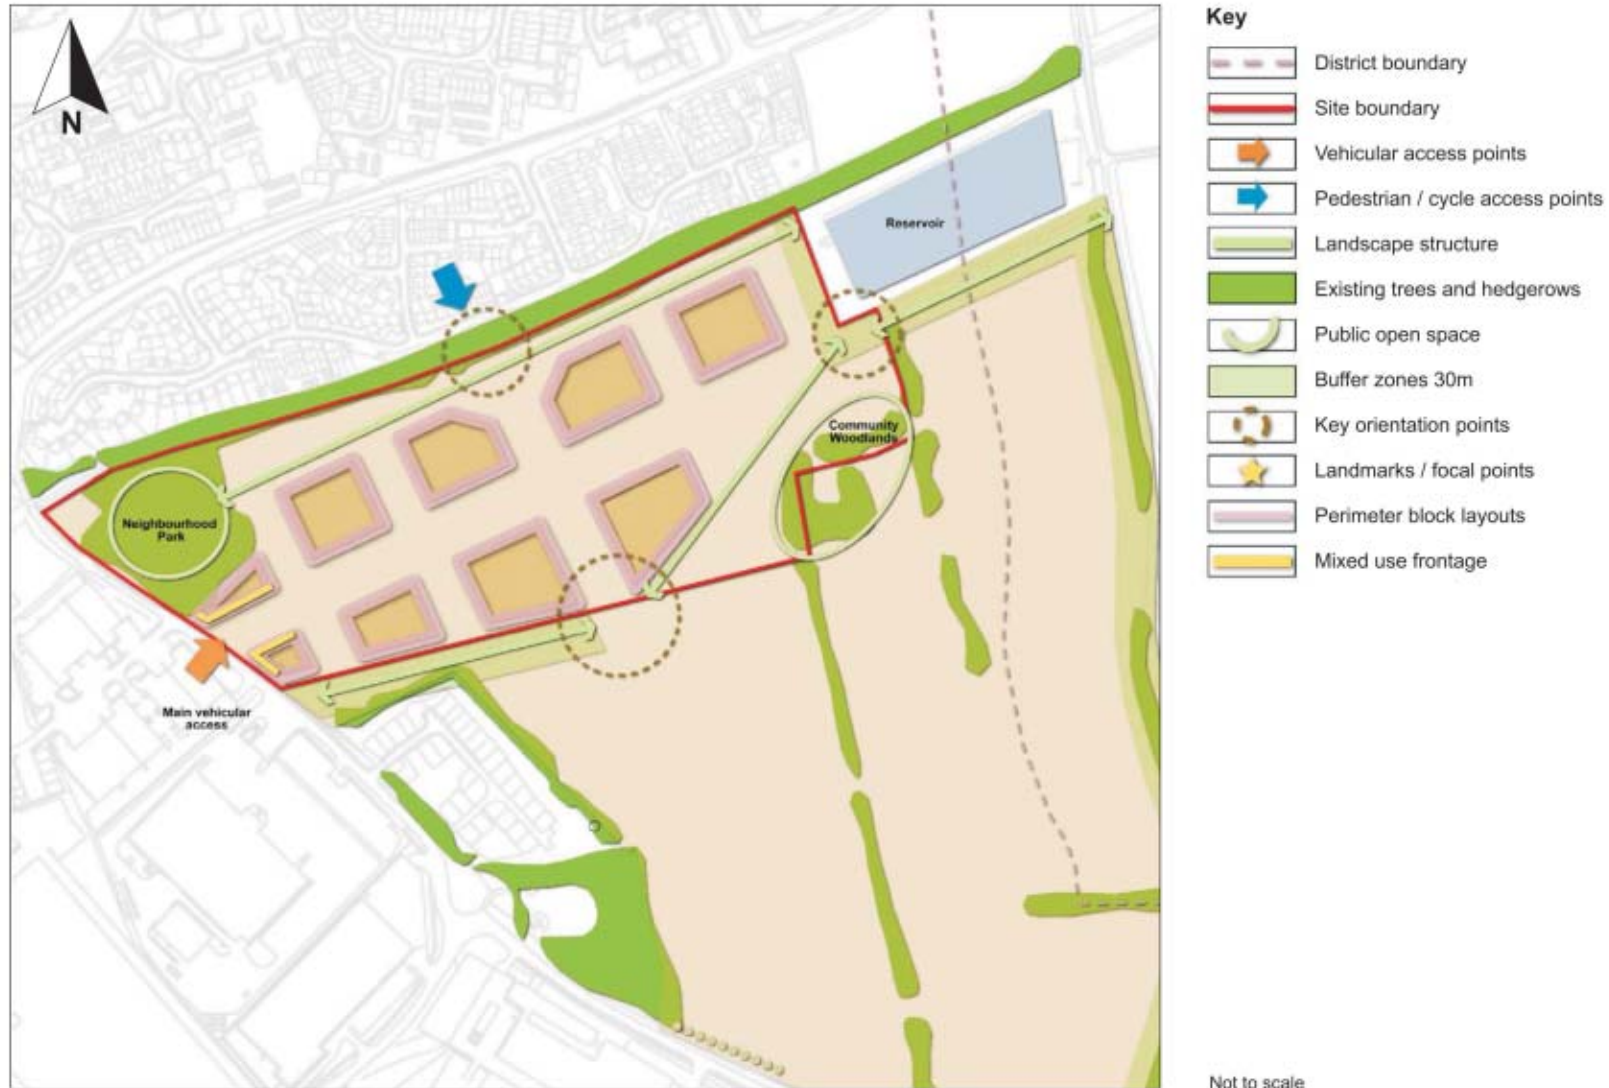 N
Reservoir
Community
Woodlands
Neighbourhood
Park
Main vehicular
access
Key
District boundary
Site boundary
Vehicular access points
Pedestrian / cycle access points
Landscape structure
Existing trees and hedgerows
Public open space
Buffer zones 30m
Key orientation points
Landmarks / focal points
Perimeter block layouts
Mixed use frontage
Not to scale